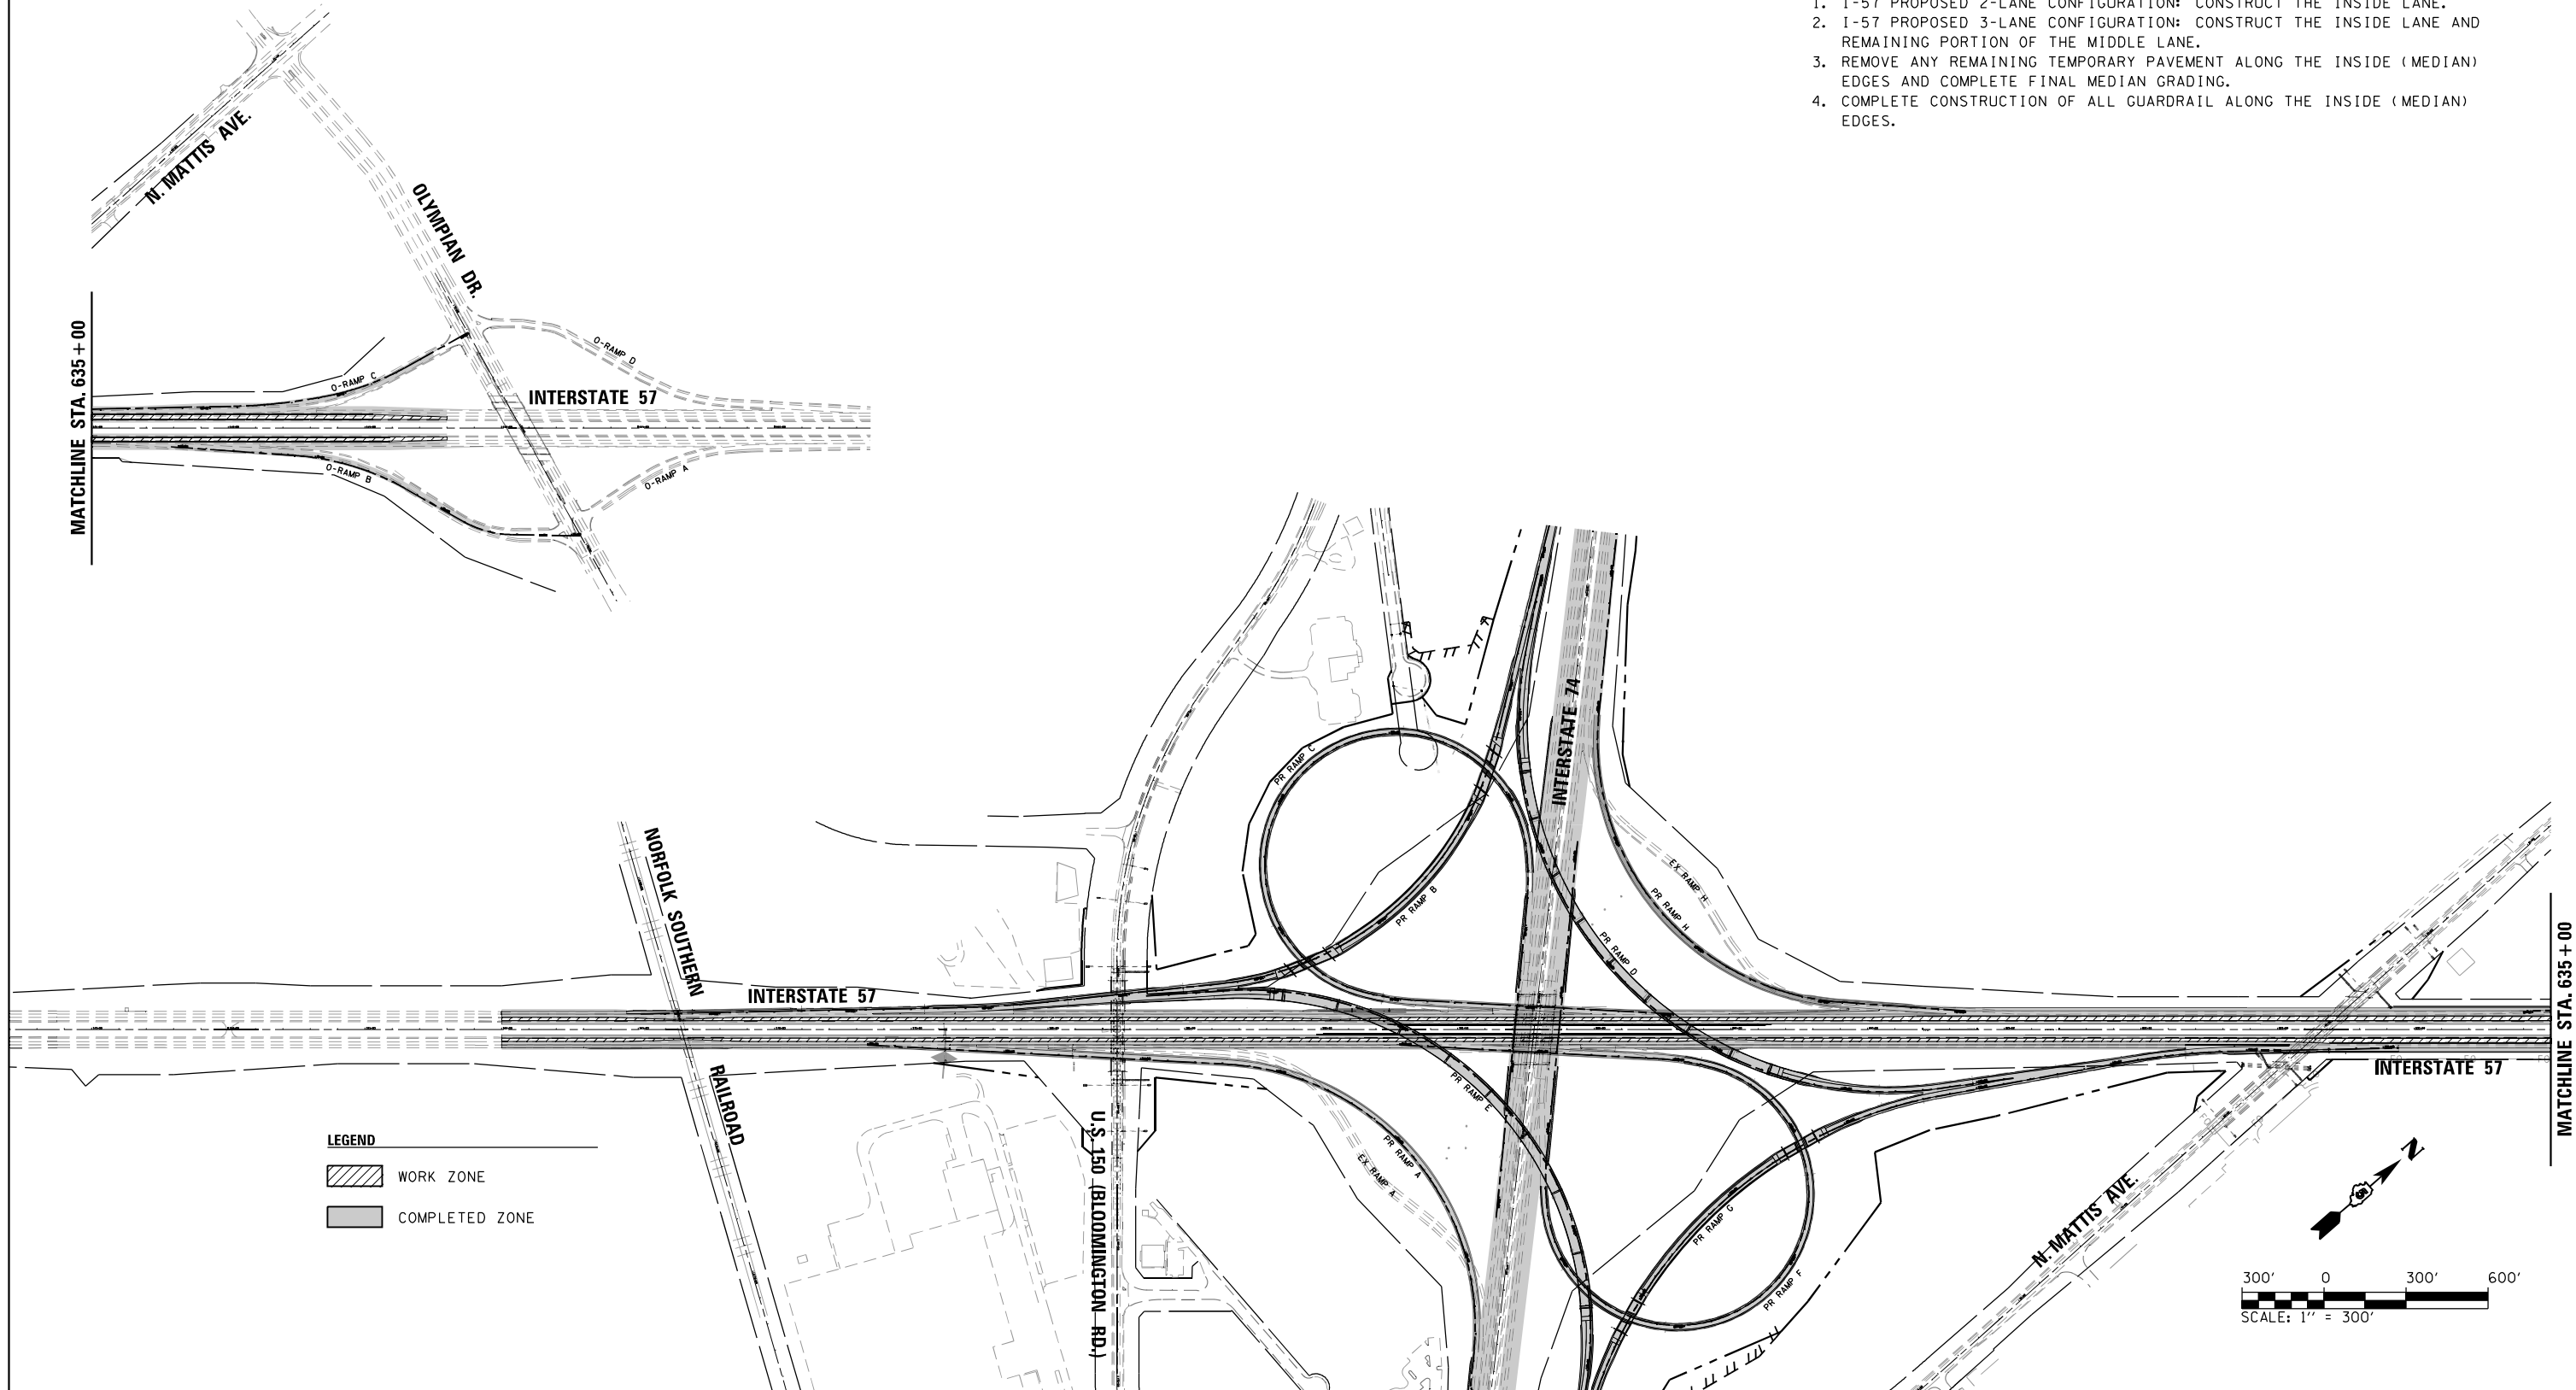 1. I-57 PROPOSED 2-LANE CONFIGURATION: CONSTRUCT THE INSIDE LANE.
2. I-57 PROPOSED 3-LANE CONFIGURATION: CONSTRUCT THE INSIDE LANE AND
REMAINING PORTION OF THE MIDDLE LANE.
3. REMOVE ANY REMAINING TEMPORARY PAVEMENT ALONG THE INSIDE (MEDIAN)
EDGES AND COMPLETE FINAL MEDIAN GRADING.
4. COMPLETE CONSTRUCTION OF ALL GUARDRAIL ALONG THE INSIDE (MEDIAN)
EDGES.
N. MATTIS AVE.
OLYMPIAN DR.
MATCHLINE STA. 635+00
O-RAMP C
O-RAMP D
INTERSTATE 57
O-RAMP B
O-RAMP A
INTERSTATE 74
PR RAMP C
PR RAMP B
EX RAMP H
PR RAMP H
PR RAMP D
NORFOLK SOUTHERN
RAILROAD
INTERSTATE 57
U.S. 150 (BLOOMINGTON RD.)
PR RAMP E
PR RAMP A
EX RAMP A
PR RAMP G
PR RAMP F
INTERSTATE 57
MATCHLINE STA. 635+00
N. MATTIS AVE.
LEGEND
WORK ZONE
COMPLETED ZONE
N
300' 0 300' 600'
SCALE: 1'' = 300'